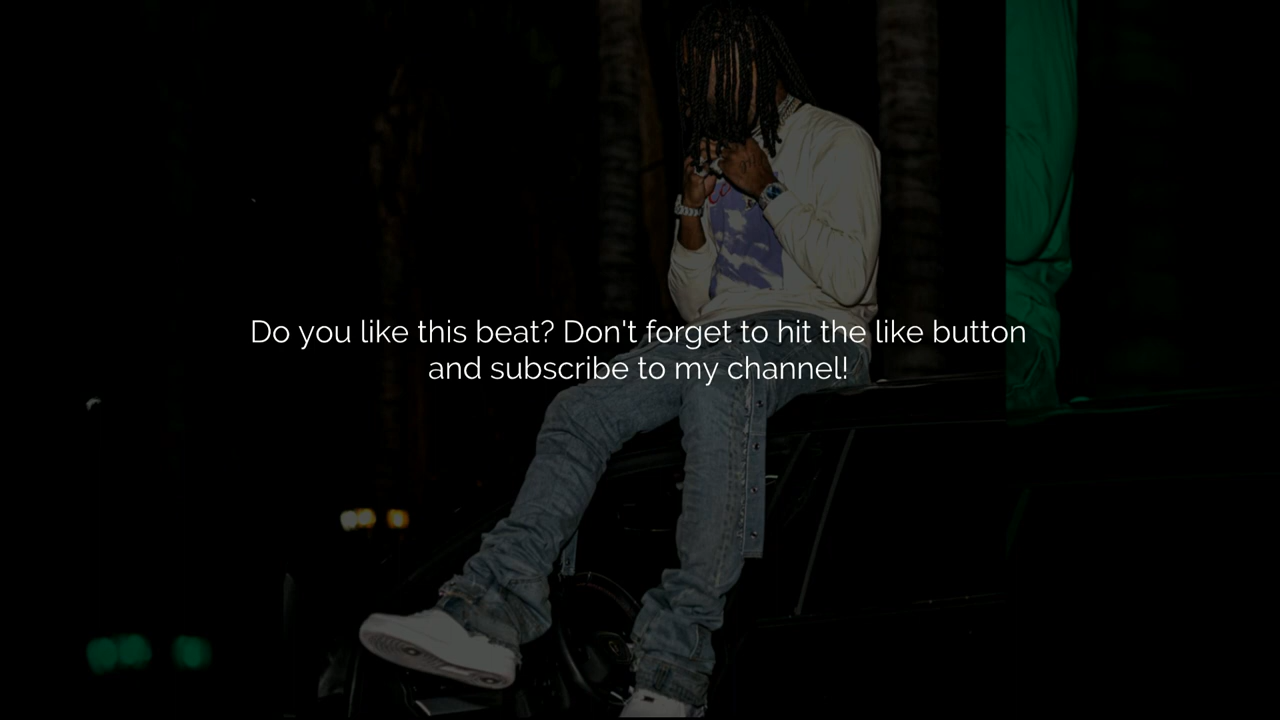 Do you like this beat? Don't forget to hit the like button
and subscribe to my channel!